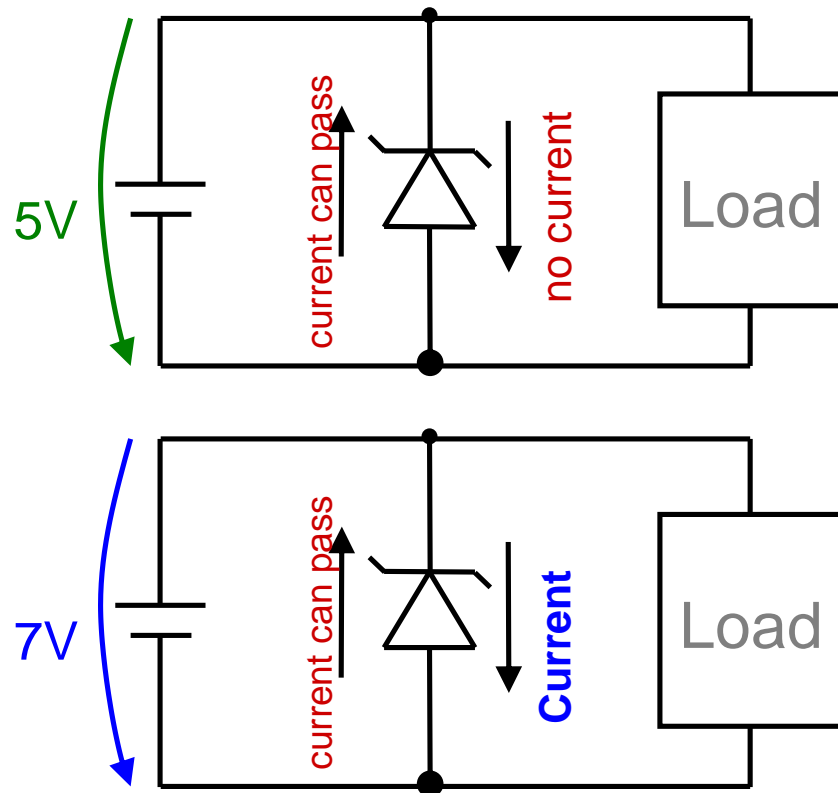 5V
current can pass
no current
Load
7V
current can pass
Current
Load